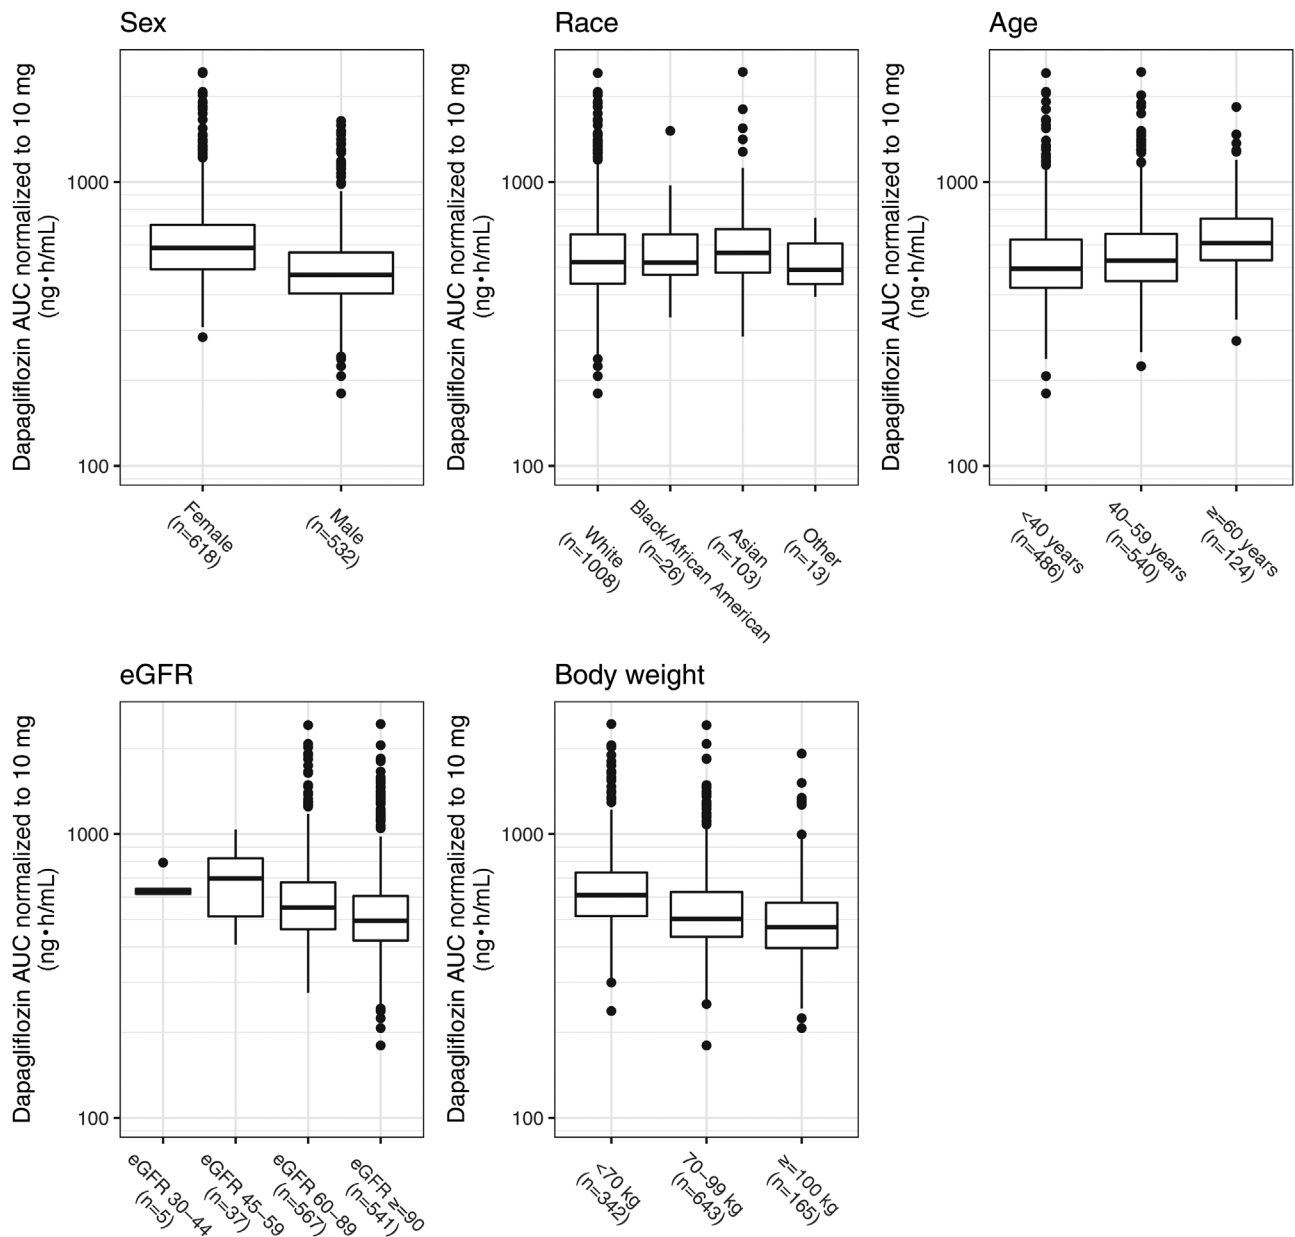 Sex
Dapagliflozin AUC normalized to 10 mg
(ng•h/mL)
1000
100
Female
(n=618)
Male
(n=532)
Race
Dapagliflozin AUC normalized to 10 mg
(ng•h/mL)
1000
100
White
(n=1008)
Black/African American
(n=26)
Asian
(n=103)
Other
(n=13)
Age
Dapagliflozin AUC normalized to 10 mg
(ng•h/mL)
1000
100
<40 years
(n=486)
40–59 years
(n=540)
≥=60 years
(n=124)
eGFR
Dapagliflozin AUC normalized to 10 mg
(ng•h/mL)
1000
100
eGFR 30–44
(n=5)
eGFR 45–59
(n=37)
eGFR 60–89
(n=567)
eGFR ≥=90
(n=541)
Body weight
Dapagliflozin AUC normalized to 10 mg
(ng•h/mL)
1000
100
<70 kg
(n=342)
70–99 kg
(n=643)
≥=100 kg
(n=165)